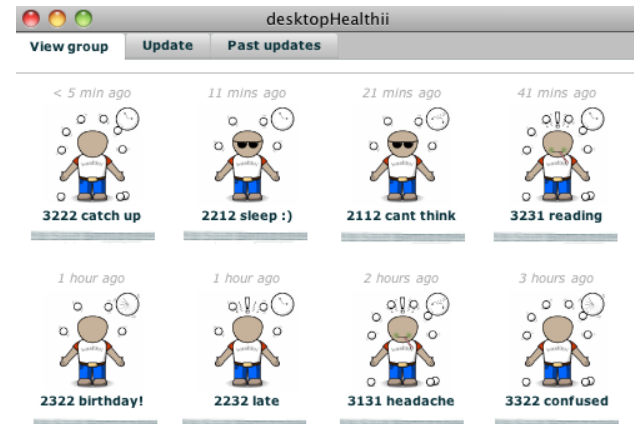 desktopHealthii
View group Update Past updates
< 5 min ago 11 mins ago 21 mins ago 41 mins ago
3222 catch up 2212 sleep :) 2112 cant think 3231 reading
1 hour ago 1 hour ago 2 hours ago 3 hours ago
2322 birthday! 2232 late 3131 headache 3322 confused